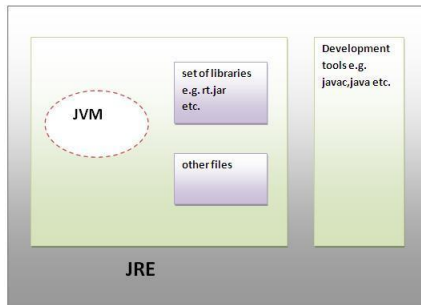 JVM
set of libraries
e.g. rt.jar
etc.
other files
Development
tools e.g.
javac,java etc.
JRE